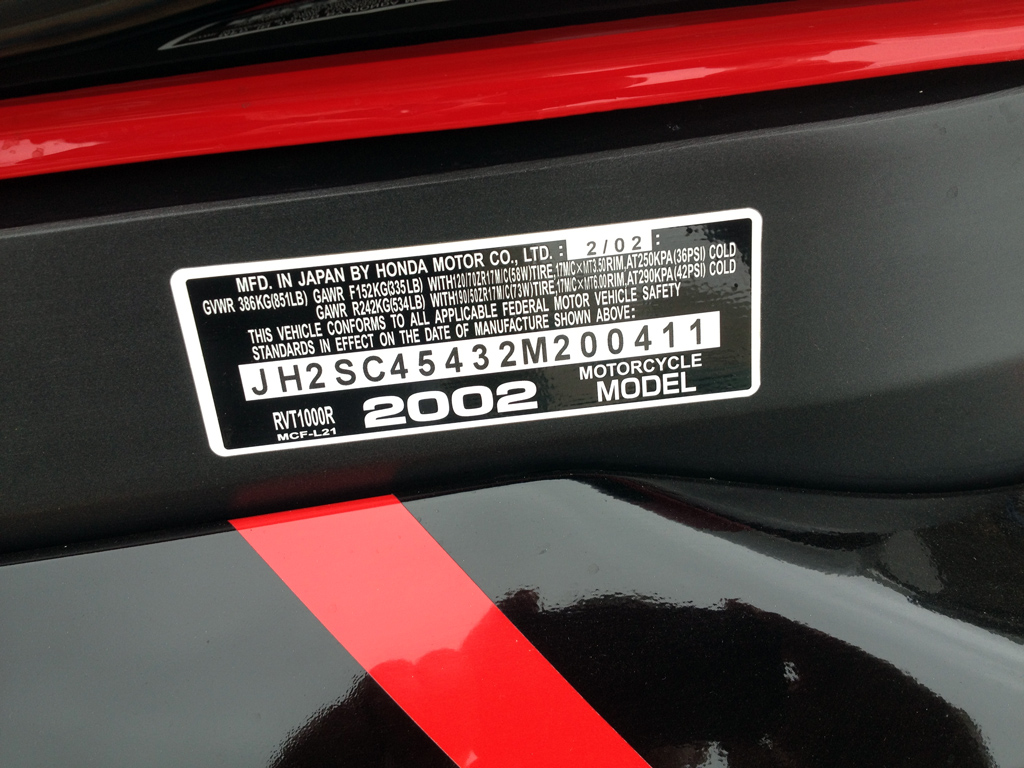 MFD. IN JAPAN BY HONDA MOTOR CO., LTD. : 2/02 :
GVWR 386KG(851LB) GAWR F152KG(335LB) WITH120/70ZR17M/C(58W)TIRE,17M/C×MT3.50RIM,AT250KPA(36PSI) COLD
GAWR R242KG(534LB) WITH190/50ZR17M/C(73W)TIRE,17M/C×MT6.00RIM,AT290KPA(42PSI) COLD
THIS VEHICLE CONFORMS TO ALL APPLICABLE FEDERAL MOTOR VEHICLE SAFETY
STANDARDS IN EFFECT ON THE DATE OF MANUFACTURE SHOWN ABOVE:
JH2SC45432M200411
RVT1000R 2002 MOTORCYCLE
MCF-L21 MODEL